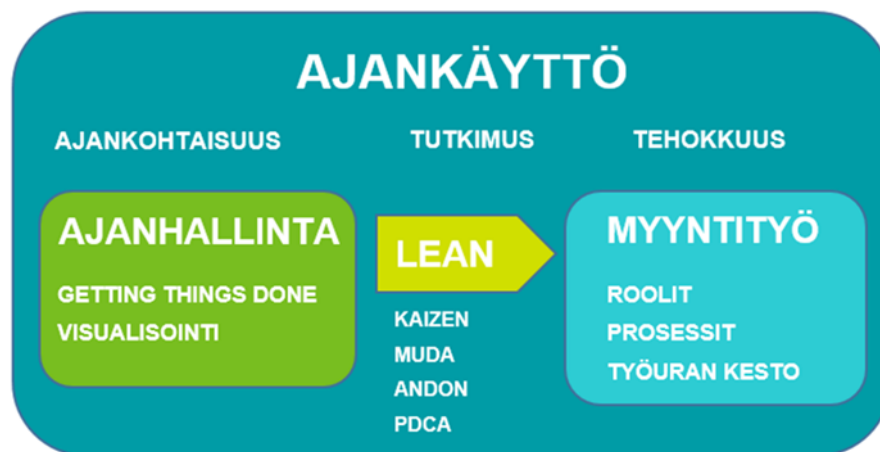 AJANKÄYTTÖ
AJANKOHTAISUUS
TUTKIMUS
TEHOKKUUS
AJANHALLINTA
GETTING THINGS DONE
VISUALISOINTI
LEAN
KAIZEN
MUDA
ANDON
PDCA
MYYNTITYÖ
ROOLIT
PROSESSIT
TYÖURAN KESTO